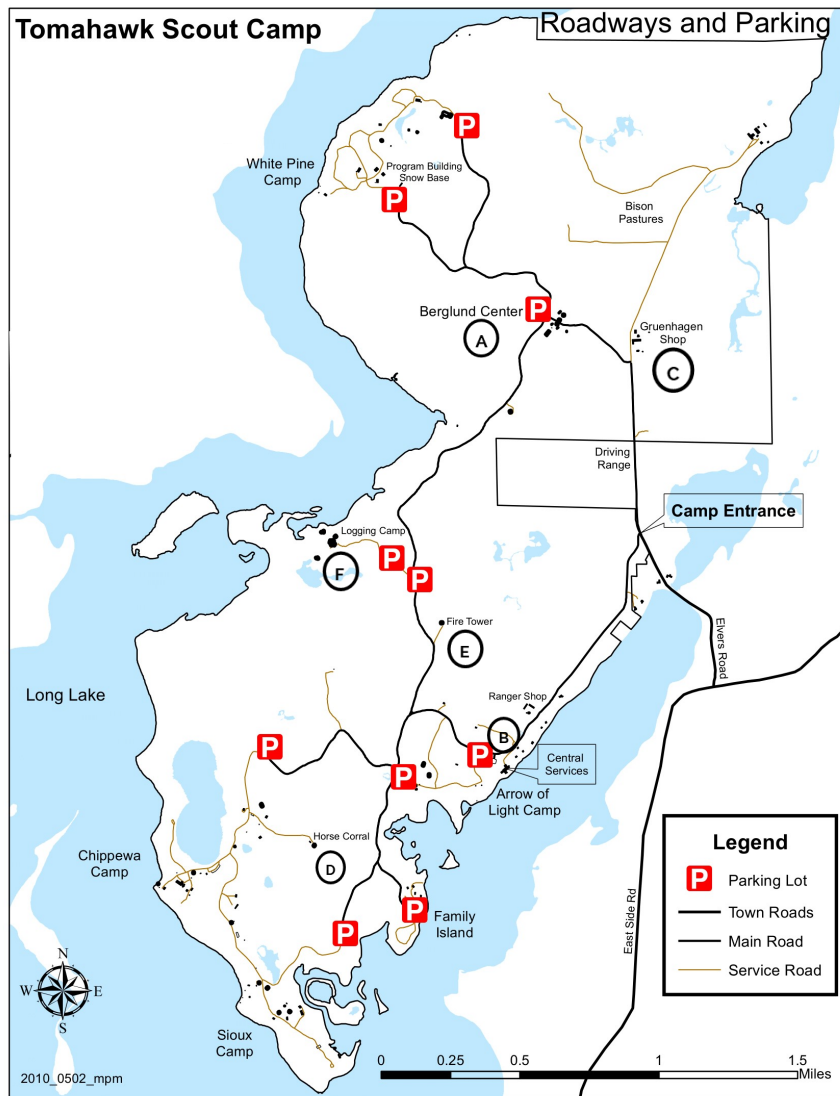 Tomahawk Scout Camp
Roadways and Parking
P
White Pine
Camp
Program Building
Snow Base
P
Bison
Pastures
Berglund Center
P
A
Gruenhagen
Shop
C
Driving
Range
Camp Entrance
Logging Camp
P
P
F
Fire Tower
E
Elvers Road
Long Lake
Ranger Shop
B
P
P
P
Central
Services
Arrow of
Light Camp
Horse Corral
D
Chippewa
Camp
P
Family
Island
P
East Side Rd
Legend
P
Parking Lot
Town Roads
Main Road
Service Road
N
W
E
S
Sioux
Camp
2010_0502_mpm
0
0.25
0.5
1
1.5
Miles